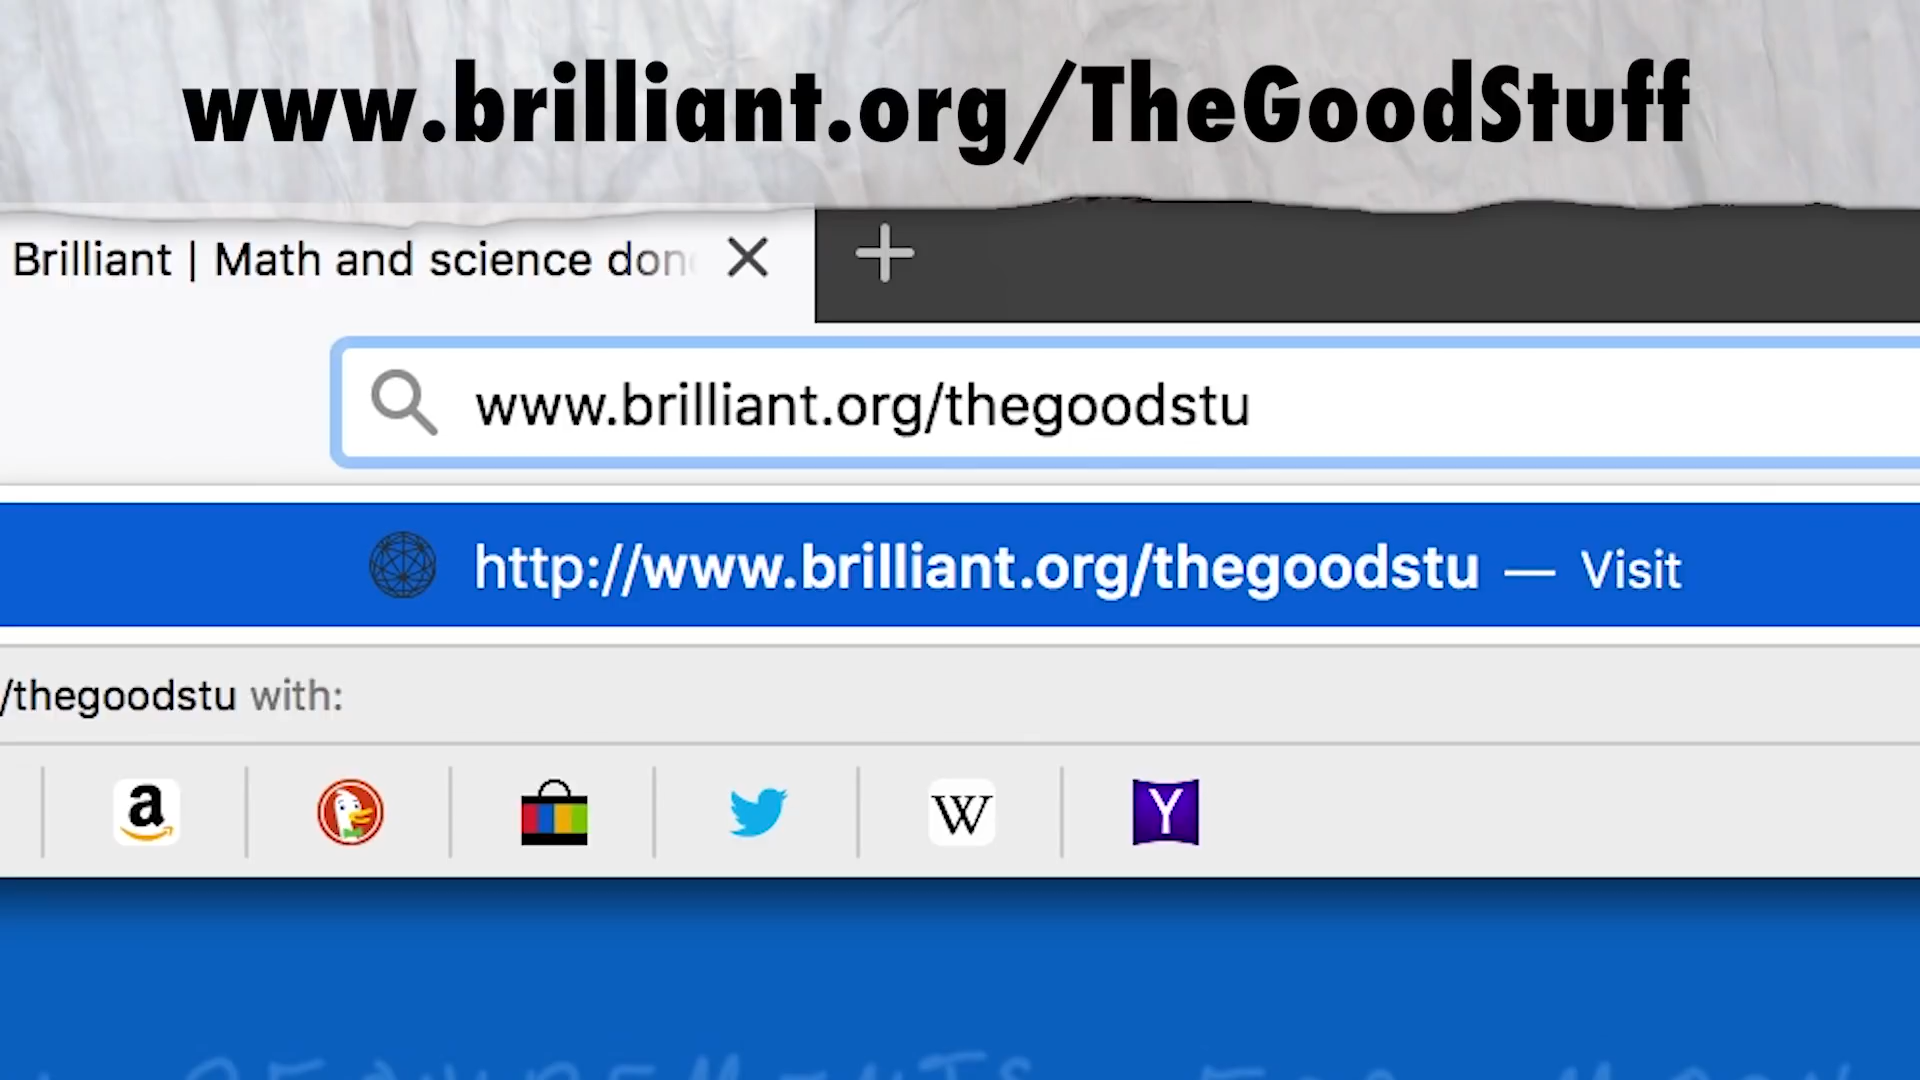 www.brilliant.org/TheGoodStuff
Brilliant | Math and science don
www.brilliant.org/thegoodstu
http://www.brilliant.org/thegoodstu — Visit
/thegoodstu with:
a
W
Y